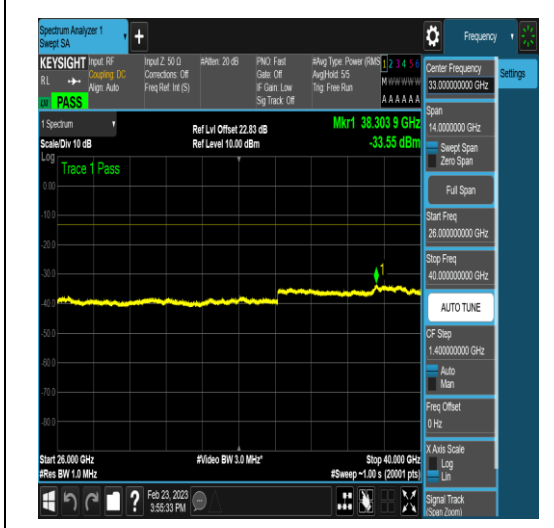 Spectrum Analyzer 1
Swept SA
Frequency
KEYSIGHT Input: RF Input Z: 50 Ω #Atten: 20 dB PNO: Fast #Avg Type: Power (RMS 1 2 3 4 5 6
RL Coupling: DC Corrections: Off Gate: Off Avg|Hold: 5/5 M W W W W W
Align: Auto Freq Ref: Int (S) IF Gain: Low Trig: Free Run
Sig Track: Off A A A A A A
PASS
1 Spectrum
Ref Lvl Offset 22.83 dB
Mkr1 38.303 9 GHz
Scale/Div 10 dB
Ref Level 10.00 dBm
-33.55 dBm
Log
Trace 1 Pass
0.00
-10.0
-20.0
-30.0
-40.0
-50.0
-60.0
-70.0
-80.0
1
Start 26.000 GHz
#Video BW 3.0 MHz*
Stop 40.000 GHz
#Res BW 1.0 MHz
#Sweep ~1.00 s (20001 pts)
Feb 23, 2023
3:55:33 PM
?
Center Frequency
33.000000000 GHz
Settings
Span
14.0000000 GHz
Swept Span
Zero Span
Full Span
Start Freq
26.000000000 GHz
Stop Freq
40.000000000 GHz
AUTO TUNE
CF Step
1.400000000 GHz
Auto
Man
Freq Offset
0 Hz
X Axis Scale
Log
Lin
Signal Track
(Span Zoom)